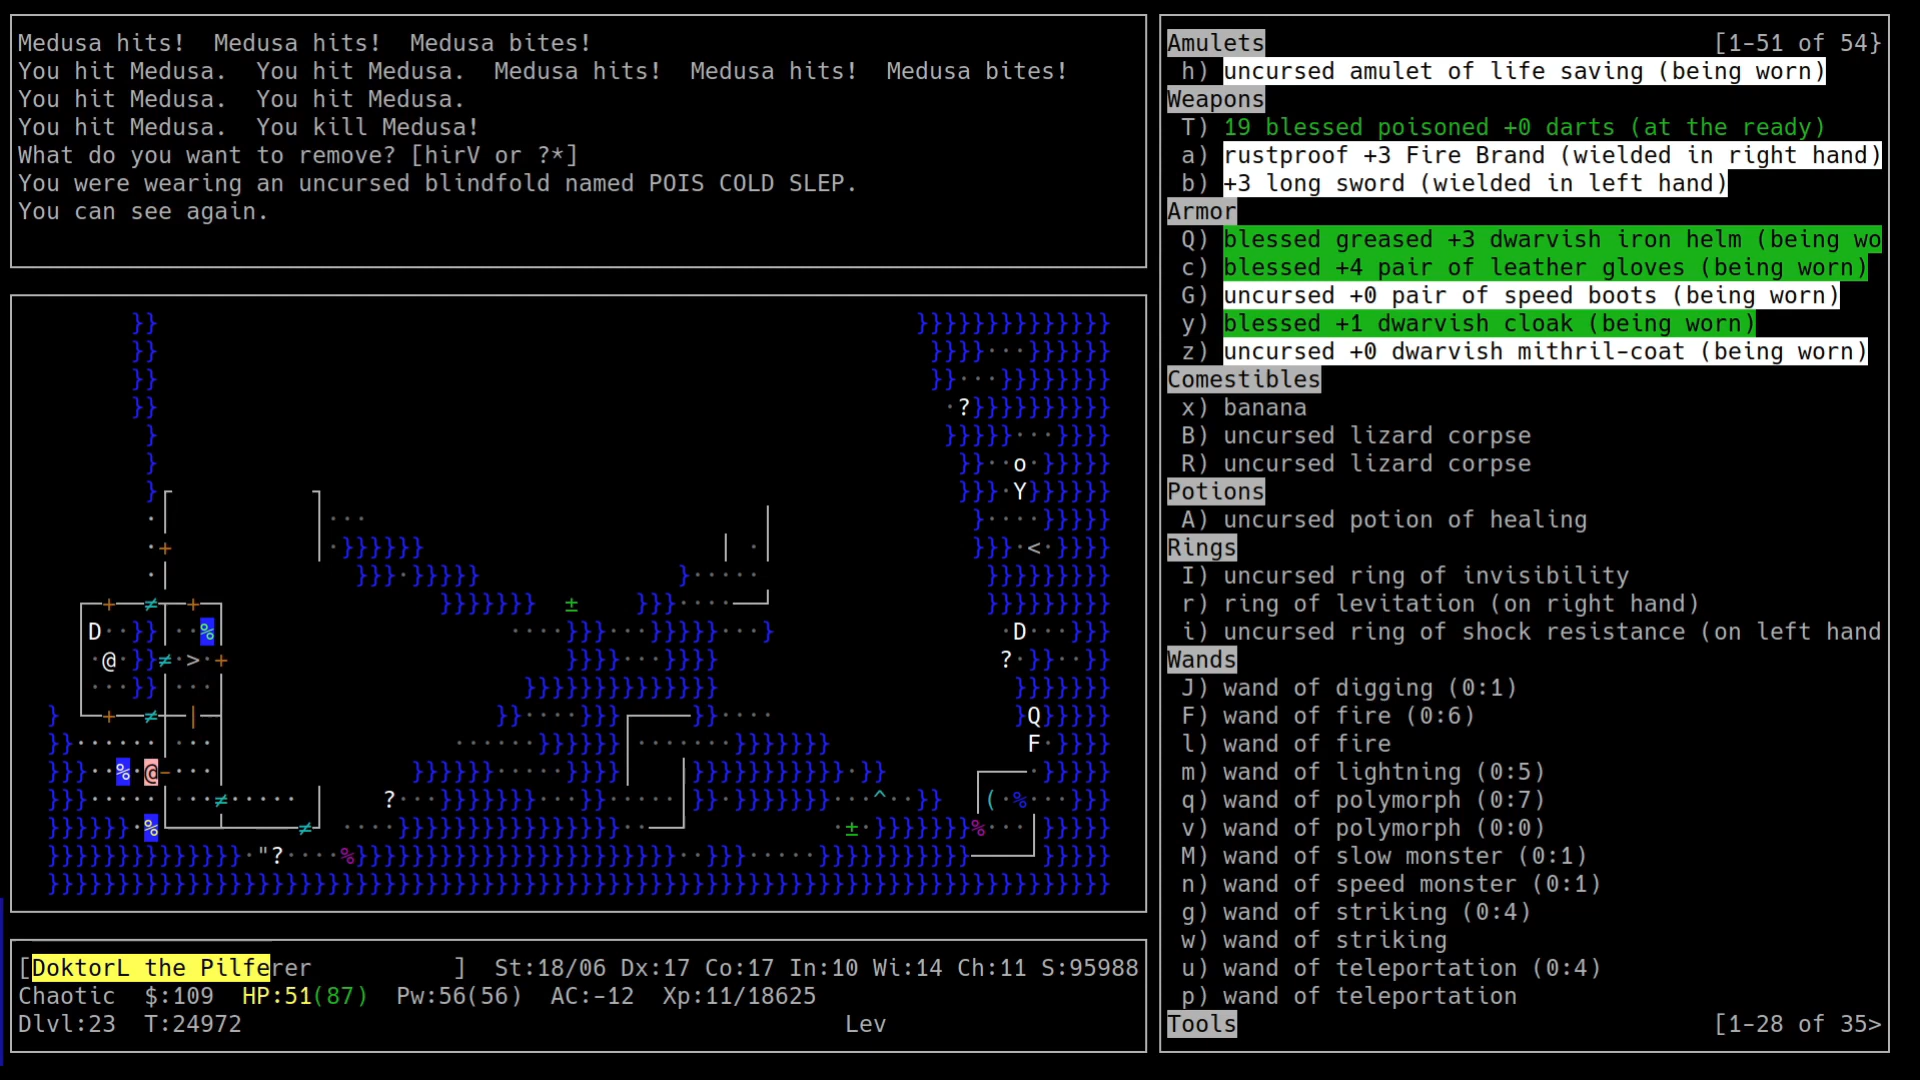 Medusa hits!  Medusa hits!  Medusa bites!
You hit Medusa.  You hit Medusa.  Medusa hits!  Medusa hits!  Medusa bites!
You hit Medusa.  You hit Medusa.
You hit Medusa.  You kill Medusa!
What do you want to remove? [hirV or ?*]
You were wearing an uncursed blindfold named POIS COLD SLEP.
You can see again.
[DoktorL the Pilferer          ]  St:18/06 Dx:17 Co:17 In:10 Wi:14 Ch:11 S:95988
Chaotic  $:109  HP:51(87)  Pw:56(56)  AC:-12  Xp:11/18625
Dlvl:23  T:24972  Lev
Amulets  [1-51 of 54}
h) uncursed amulet of life saving (being worn)
Weapons
T) 19 blessed poisoned +0 darts (at the ready)
a) rustproof +3 Fire Brand (wielded in right hand)
b) +3 long sword (wielded in left hand)
Armor
Q) blessed greased +3 dwarvish iron helm (being wo
c) blessed +4 pair of leather gloves (being worn)
G) uncursed +0 pair of speed boots (being worn)
y) blessed +1 dwarvish cloak (being worn)
z) uncursed +0 dwarvish mithril-coat (being worn)
Comestibles
x) banana
B) uncursed lizard corpse
R) uncursed lizard corpse
Potions
A) uncursed potion of healing
Rings
I) uncursed ring of invisibility
r) ring of levitation (on right hand)
i) uncursed ring of shock resistance (on left hand
Wands
J) wand of digging (0:1)
F) wand of fire (0:6)
l) wand of fire
m) wand of lightning (0:5)
q) wand of polymorph (0:7)
v) wand of polymorph (0:0)
M) wand of slow monster (0:1)
n) wand of speed monster (0:1)
g) wand of striking (0:4)
w) wand of striking
u) wand of teleportation (0:4)
p) wand of teleportation
Tools  [1-28 of 35>